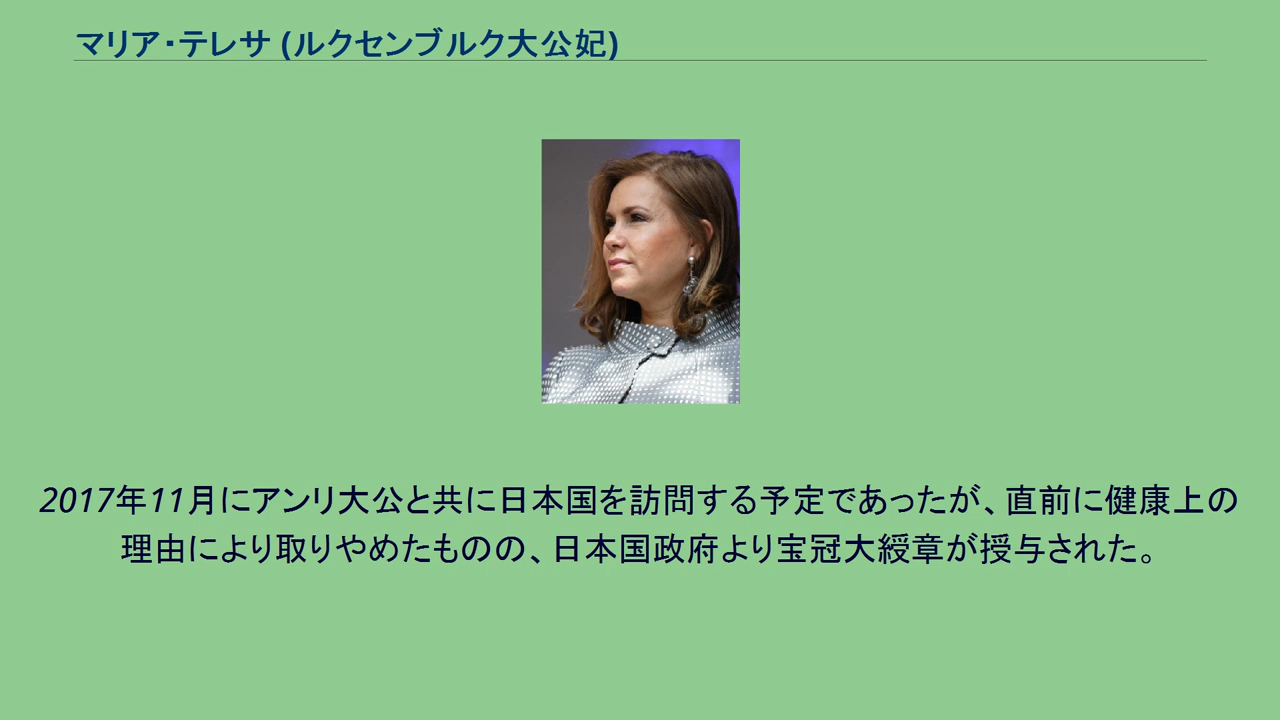 マリア・テレサ (ルクセンブルク大公妃)
2017年11月にアンリ大公と共に日本国を訪問する予定であったが、直前に健康上の
理由により取りやめたものの、日本国政府より宝冠大綬章が授与された。